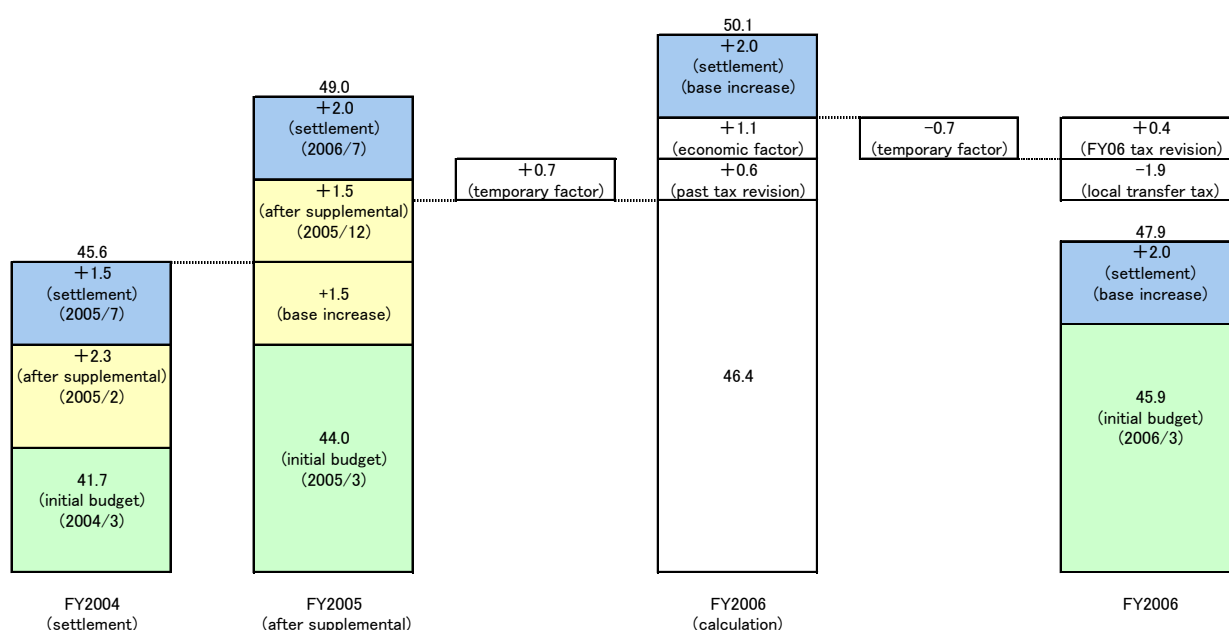 45.6
＋1.5
(settlement)
(2005/7)
＋2.3
(after supplemental)
(2005/2)
41.7
(initial budget)
(2004/3)
FY2004
(settlement)
49.0
＋2.0
(settlement)
(2006/7)
＋1.5
(after supplemental)
(2005/12)
+1.5
(base increase)
44.0
(initial budget)
(2005/3)
FY2005
(after supplemental)
＋0.7
(temporary factor)
50.1
＋2.0
(settlement)
(base increase)
＋1.1
(economic factor)
＋0.6
(past tax revision)
46.4
FY2006
(calculation)
−0.7
(temporary factor)
＋0.4
(FY06 tax revision)
−1.9
(local transfer tax)
47.9
＋2.0
(settlement)
(base increase)
45.9
(initial budget)
(2006/3)
FY2006